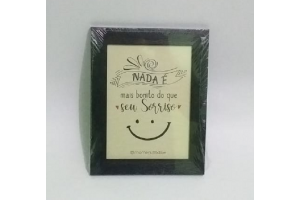 NADA É
mais bonito do que
seu Sorriso